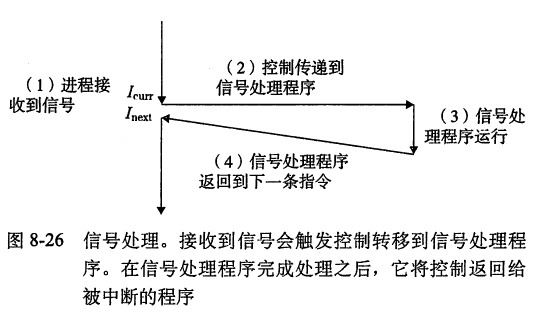 （1）进程接
收到信号
Icurr
Inext
（2）控制传递到
信号处理程序
（3）信号处
理程序运行
（4）信号处理程序
返回到下一条指令
图 8-26 信号处理。接收到信号会触发控制转移到信号处理程
序。在信号处理程序完成处理之后，它将控制返回给
被中断的程序